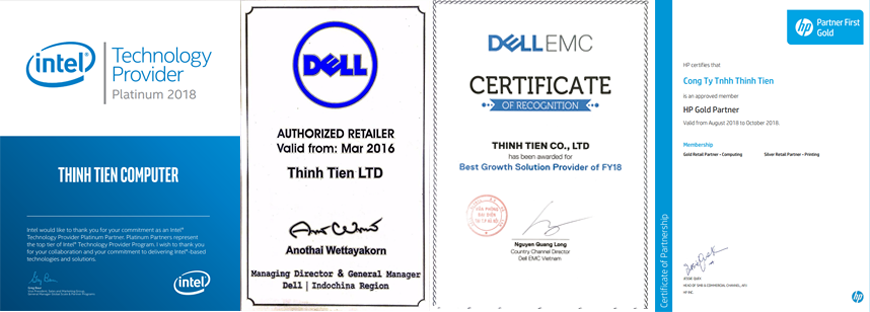 intel
Technology
Provider
Platinum 2018
THINH TIEN COMPUTER
Intel would like to thank you for your commitment as an Intel®
Technology Provider Platinum Partner. Platinum Partners represent
the top tier of Intel® Technology Provider Program. I wish to thank
you for your collaboration and your commitment to delivering Intel®-based
technologies and solutions.
intel
DELL
AUTHORIZED RETAILER
Valid from: Mar 2016
Thinh Tien LTD
Anothai Wettayakorn
Managing Director & General Manager
Dell | Indochina Region
DELL EMC
CERTIFICATE
OF RECOGNITION
THINH TIEN CO., LTD
has been awarded for
Best Growth Solution Provider of FY18
VĂN PHÒNG
ĐẠI DIỆN
Nguyen Quang Long
Country Channel Director
Dell EMC Vietnam
hp
Partner First
Gold
HP certifies that
Cong Ty Tnhh Thinh Tien
is an approved member
HP Gold Partner
Valid from August 2018 to October 2018.
Membership
Gold Retail Partner - Computing
Silver Retail Partner - Printing
Certificate of Partnership
hp